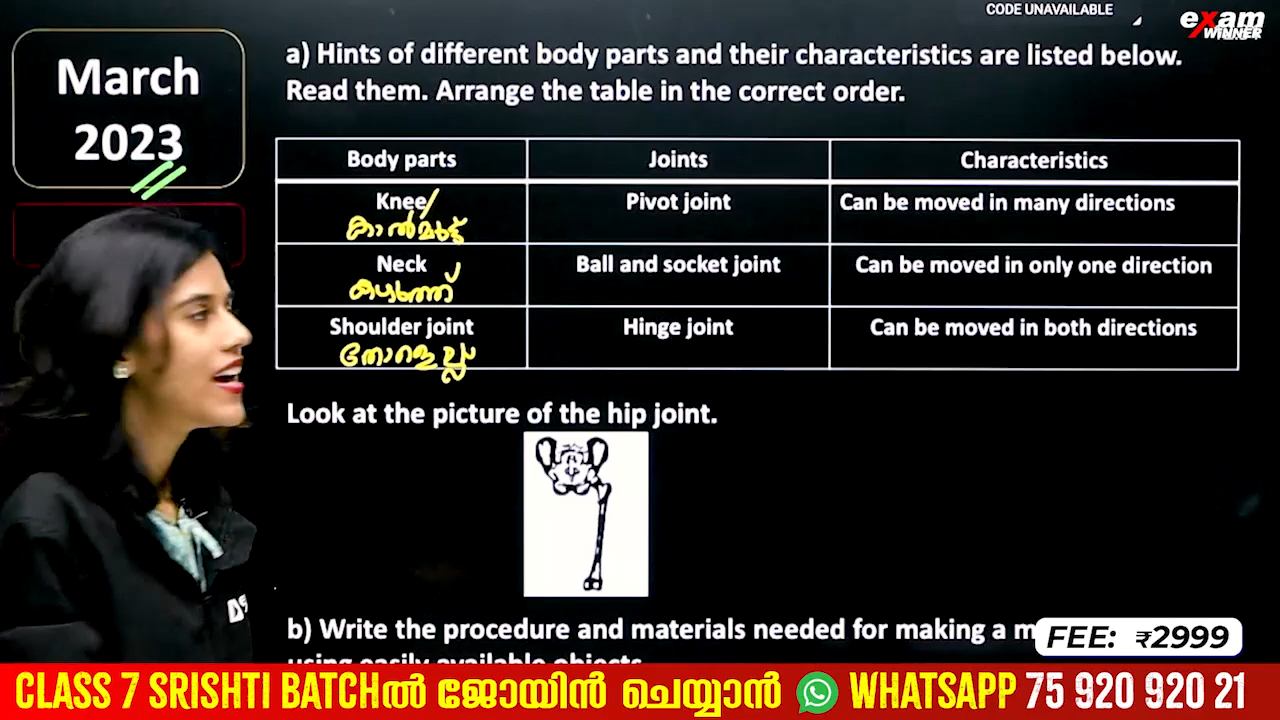 CODE UNAVAILABLE
exam
WINNER
March
2023
a) Hints of different body parts and their characteristics are listed below.
Read them. Arrange the table in the correct order.
Body parts Joints Characteristics
Knee/ Pivot joint Can be moved in many directions
കാൽമുട്ട്
Neck Ball and socket joint Can be moved in only one direction
കഴുത്ത്
Shoulder joint Hinge joint Can be moved in both directions
തോളെല്ലു
Look at the picture of the hip joint.
b) Write the procedure and materials needed for making a m
FEE: ₹2999
using easily available objects
CLASS 7 SRISHTI BATCHൽ ജോയിൻ ചെയ്യാൻ WHATSAPP 75 920 920 21